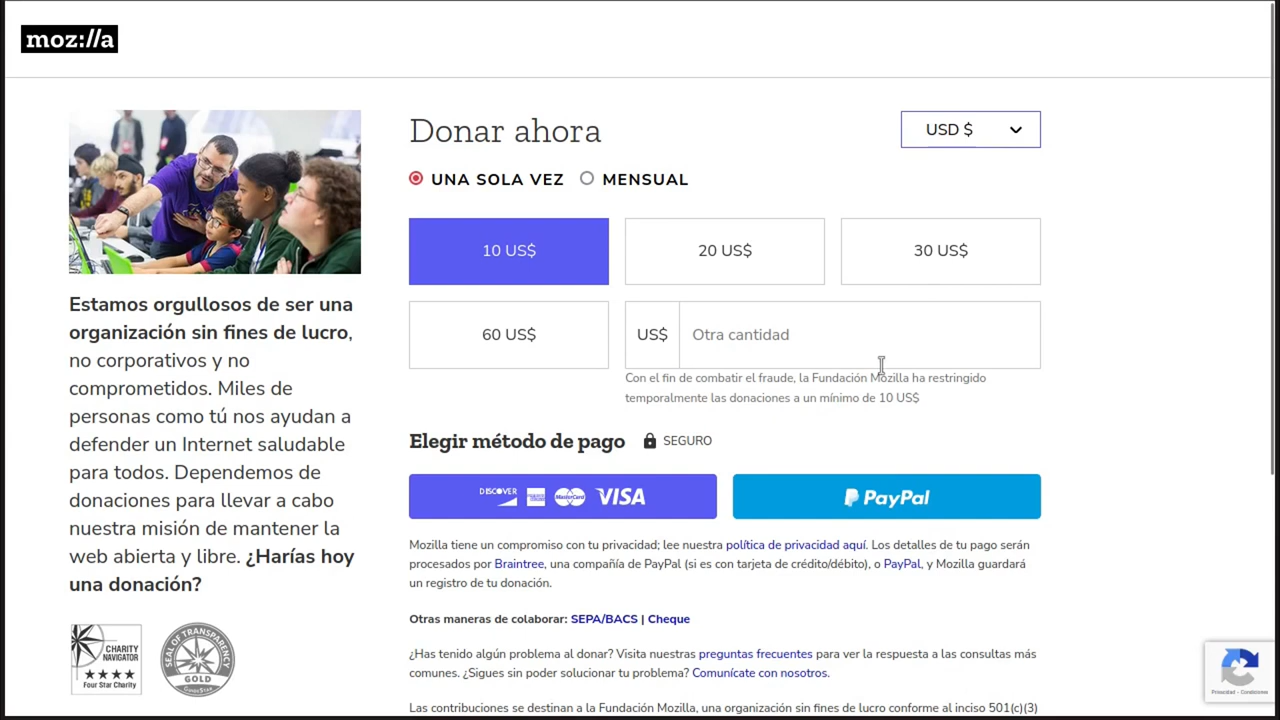 moz://a
Donar ahora
USD $
UNA SOLA VEZ
MENSUAL
10 US$
20 US$
30 US$
60 US$
US$
Otra cantidad
Con el fin de combatir el fraude, la Fundación Mozilla ha restringido
temporalmente las donaciones a un mínimo de 10 US$
Elegir método de pago
SEGURO
DISCOVER
MasterCard
VISA
PayPal
Mozilla tiene un compromiso con tu privacidad; lee nuestra política de privacidad aquí. Los detalles de tu pago serán
procesados por Braintree, una compañía de PayPal (si es con tarjeta de crédito/débito), o PayPal, y Mozilla guardará
un registro de tu donación.
Otras maneras de colaborar: SEPA/BACS | Cheque
¿Has tenido algún problema al donar? Visita nuestras preguntas frecuentes para ver la respuesta a las consultas más
comunes. ¿Sigues sin poder solucionar tu problema? Comunícate con nosotros.
Las contribuciones se destinan a la Fundación Mozilla, una organización sin fines de lucro conforme al inciso 501(c)(3)
Estamos orgullosos de ser una
organización sin fines de lucro,
no corporativos y no
comprometidos. Miles de
personas como tú nos ayudan a
defender un Internet saludable
para todos. Dependemos de
donaciones para llevar a cabo
nuestra misión de mantener la
web abierta y libre. ¿Harías hoy
una donación?
CHARITY
NAVIGATOR
Four Star Charity
SEAL OF TRANSPARENCY
GOLD
GuideStar
Privacidad - Condiciones